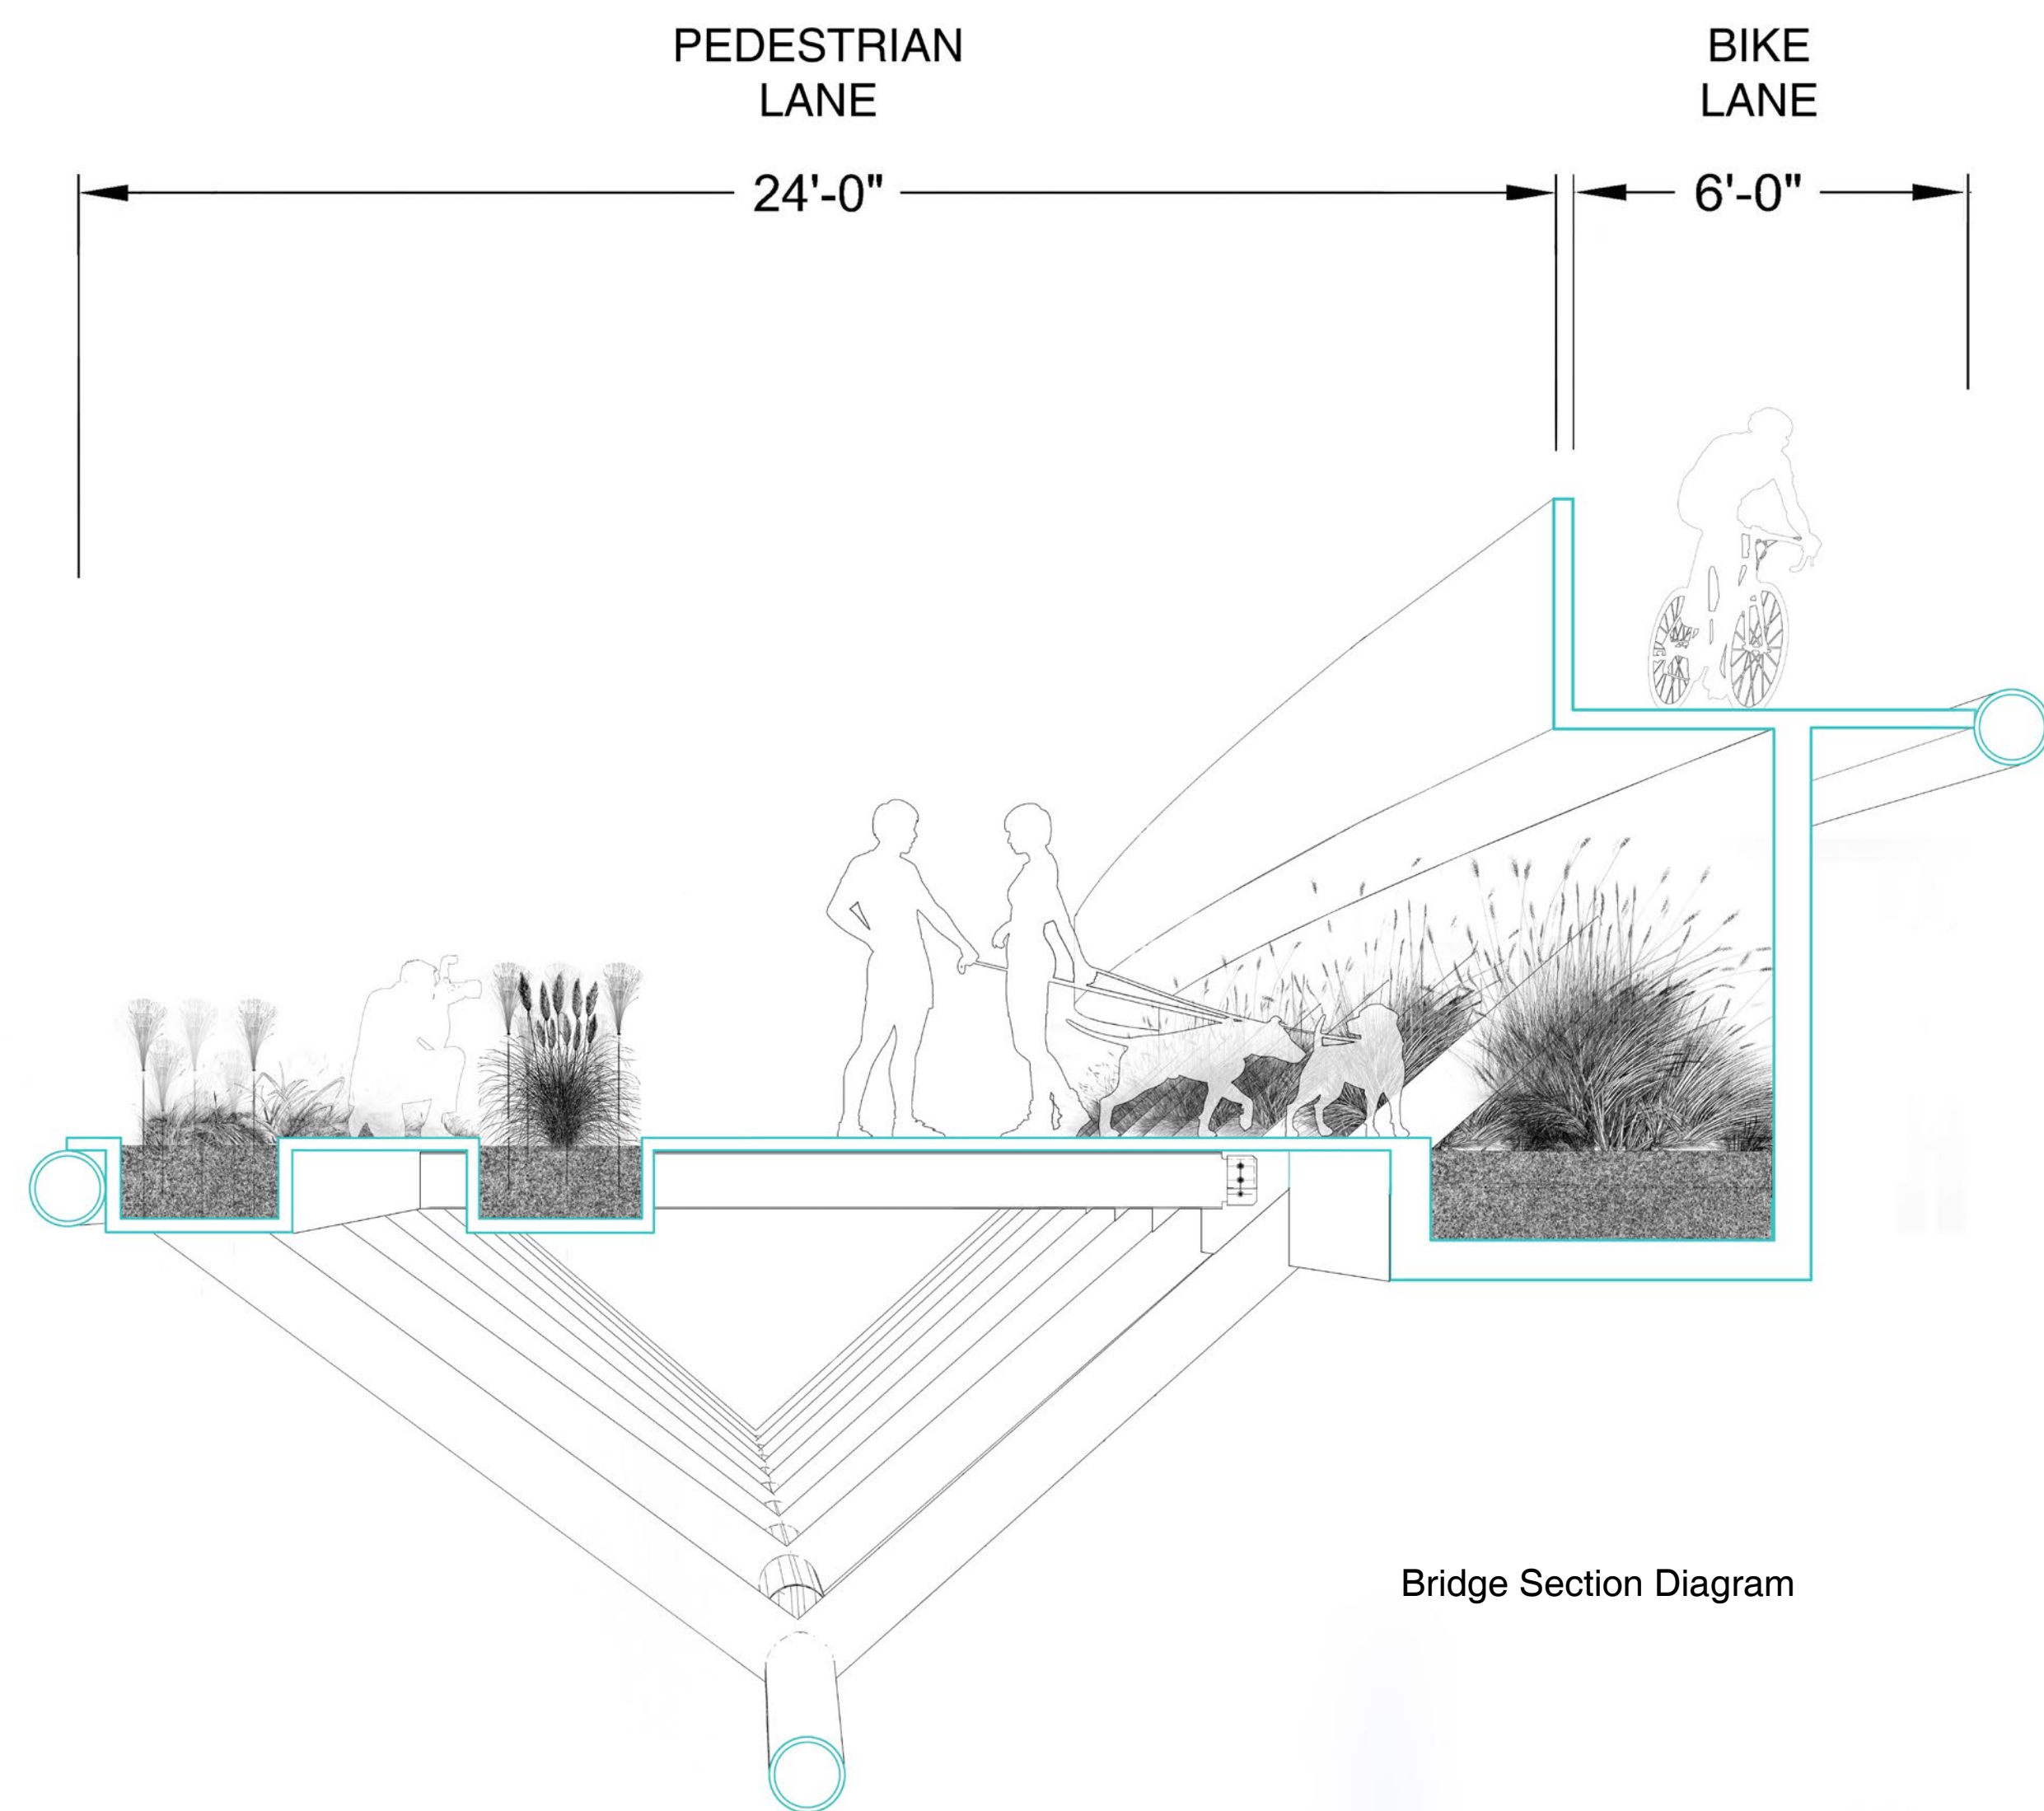 PEDESTRIAN
LANE
BIKE
LANE
24'-0"
6'-0"
Bridge Section Diagram